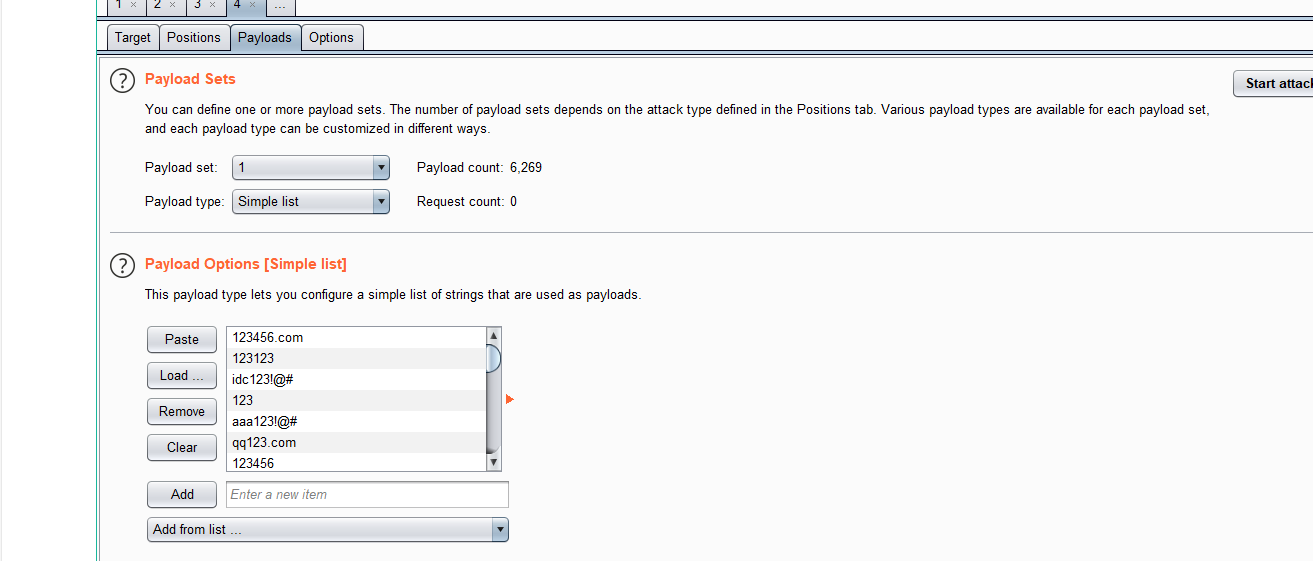 1 × 2 × 3 × 4 × ...
Target Positions Payloads Options
? Payload Sets
Start attac
You can define one or more payload sets. The number of payload sets depends on the attack type defined in the Positions tab. Various payload types are available for each payload set,
and each payload type can be customized in different ways.
Payload set: 1 Payload count: 6,269
Payload type: Simple list Request count: 0
? Payload Options [Simple list]
This payload type lets you configure a simple list of strings that are used as payloads.
Paste
Load ...
Remove
Clear
123456.com
123123
idc123!@#
123
aaa123!@#
qq123.com
123456
Add Enter a new item
Add from list ...